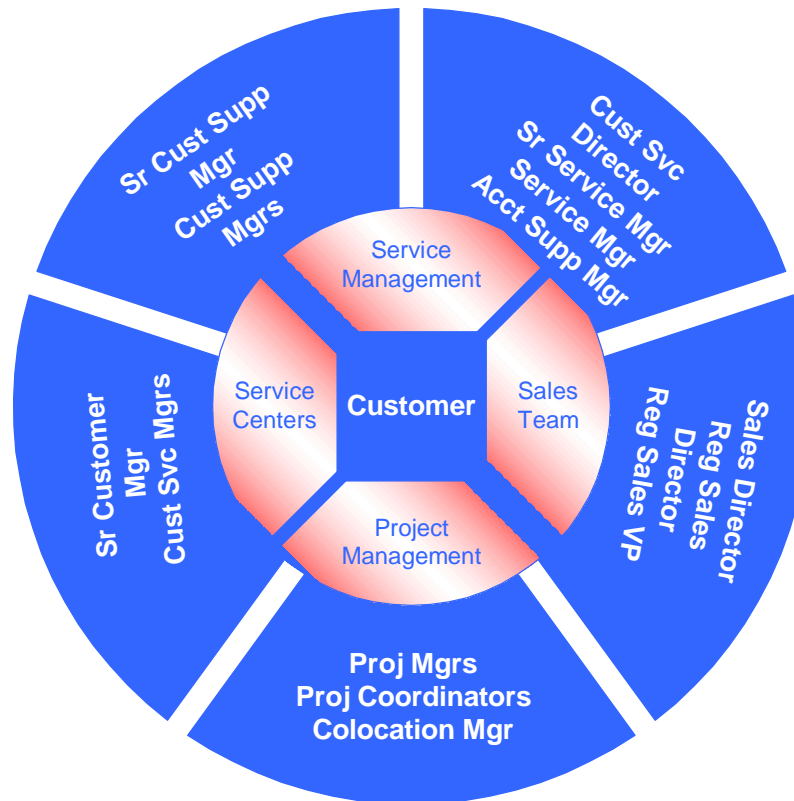 Sr Cust Supp
Mgr
Cust Supp
Mgrs
Cust Svc
Director
Sr Service Mgr
Service Mgr
Acct Supp Mgr
Service
Management
Service
Centers
Customer
Sales
Team
Project
Management
Sr Customer
Mgr
Cust Svc Mgrs
Sales Director
Reg Sales
Director
Reg Sales VP
Proj Mgrs
Proj Coordinators
Colocation Mgr